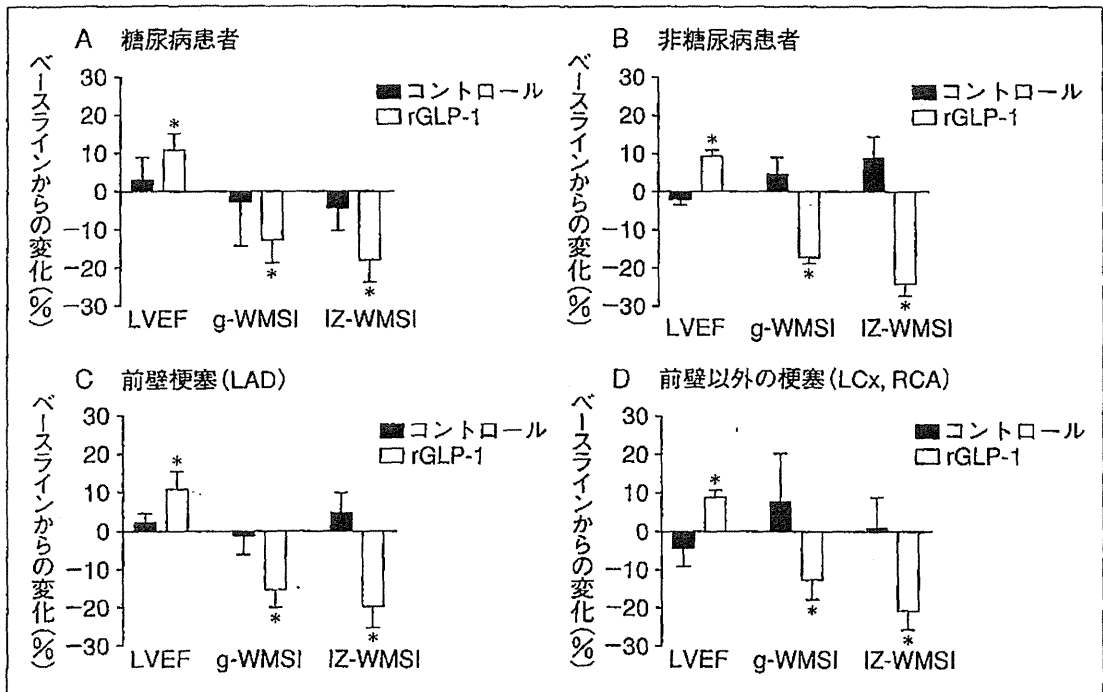 A 糖尿病患者
ベースラインからの変化(%)
30
20
10
0
−10
−20
−30
コントロール
rGLP-1
*
*
*
LVEF
g-WMSI
IZ-WMSI
B 非糖尿病患者
ベースラインからの変化(%)
30
20
10
0
−10
−20
−30
コントロール
rGLP-1
*
*
*
LVEF
g-WMSI
IZ-WMSI
C 前壁梗塞(LAD)
ベースラインからの変化(%)
30
20
10
0
−10
−20
−30
コントロール
rGLP-1
*
*
*
LVEF
g-WMSI
IZ-WMSI
D 前壁以外の梗塞(LCx, RCA)
ベースラインからの変化(%)
30
20
10
0
−10
−20
−30
コントロール
rGLP-1
*
*
*
LVEF
g-WMSI
IZ-WMSI